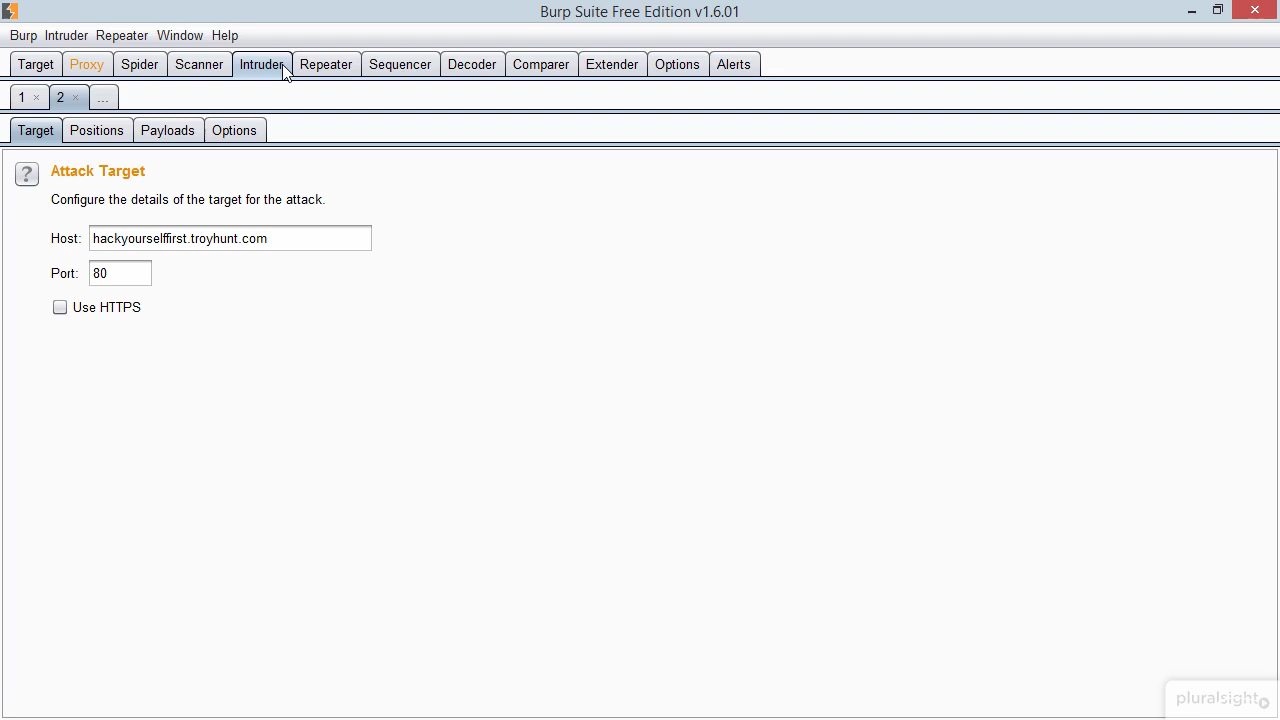 Burp Suite Free Edition v1.6.01
Burp Intruder Repeater Window Help
Target Proxy Spider Scanner Intruder Repeater Sequencer Decoder Comparer Extender Options Alerts
1 × 2 × ...
Target Positions Payloads Options
? Attack Target
Configure the details of the target for the attack.
Host: hackyourselffirst.troyhunt.com
Port: 80
Use HTTPS
pluralsight